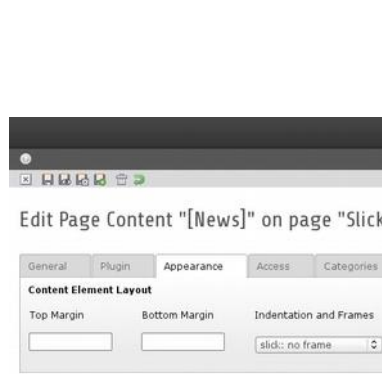 Edit Page Content "[News]" on page "Slick
General Plugin Appearance Access Categories
Content Element Layout
Top Margin Bottom Margin Indentation and Frames
slick:: no frame